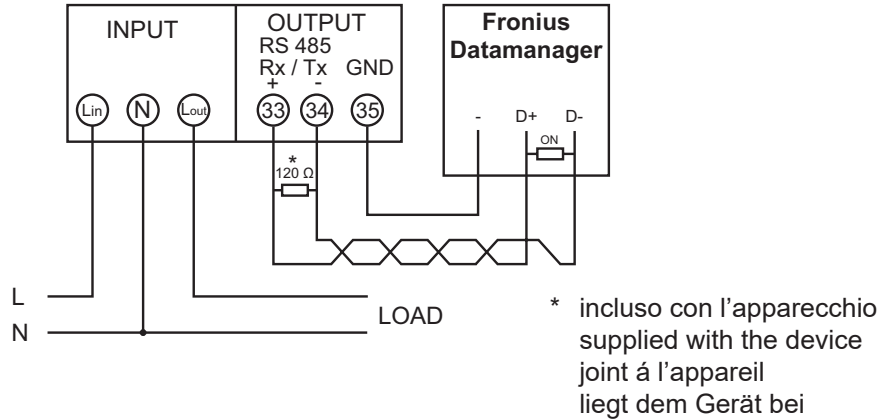 INPUT
OUTPUT
RS 485
Rx / Tx GND
+ -
Lin N Lout 33 34 35
Fronius
Datamanager
- D+ D-
ON
*
120 Ω
L
N
LOAD
* incluso con l’apparecchio
supplied with the device
joint á l’appareil
liegt dem Gerät bei